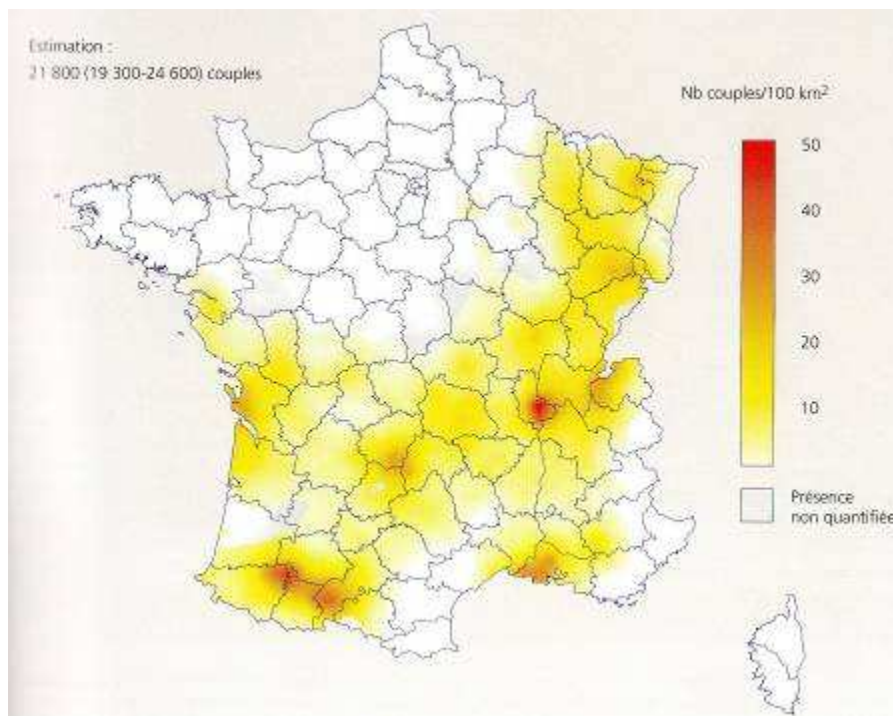 Estimation :
21 800 (19 300-24 600) couples
Nb couples/100 km²
50
40
30
20
10
Présence
non quantifiée